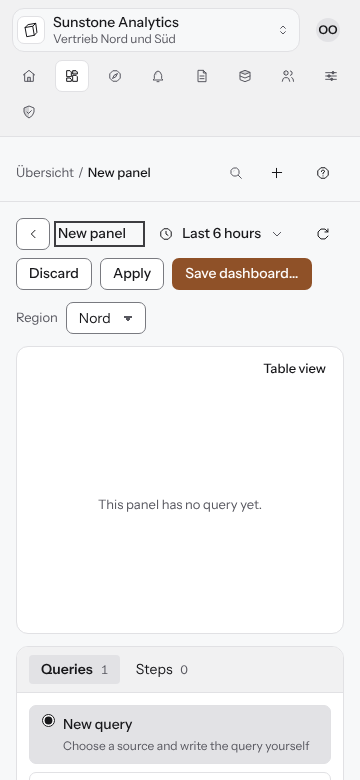 Sunstone Analytics
Vertrieb Nord und Süd
OO
Übersicht / New panel
New panel
Last 6 hours
Discard
Apply
Save dashboard...
Region
Nord
Table view
This panel has no query yet.
Queries 1
Steps 0
New query
Choose a source and write the query yourself